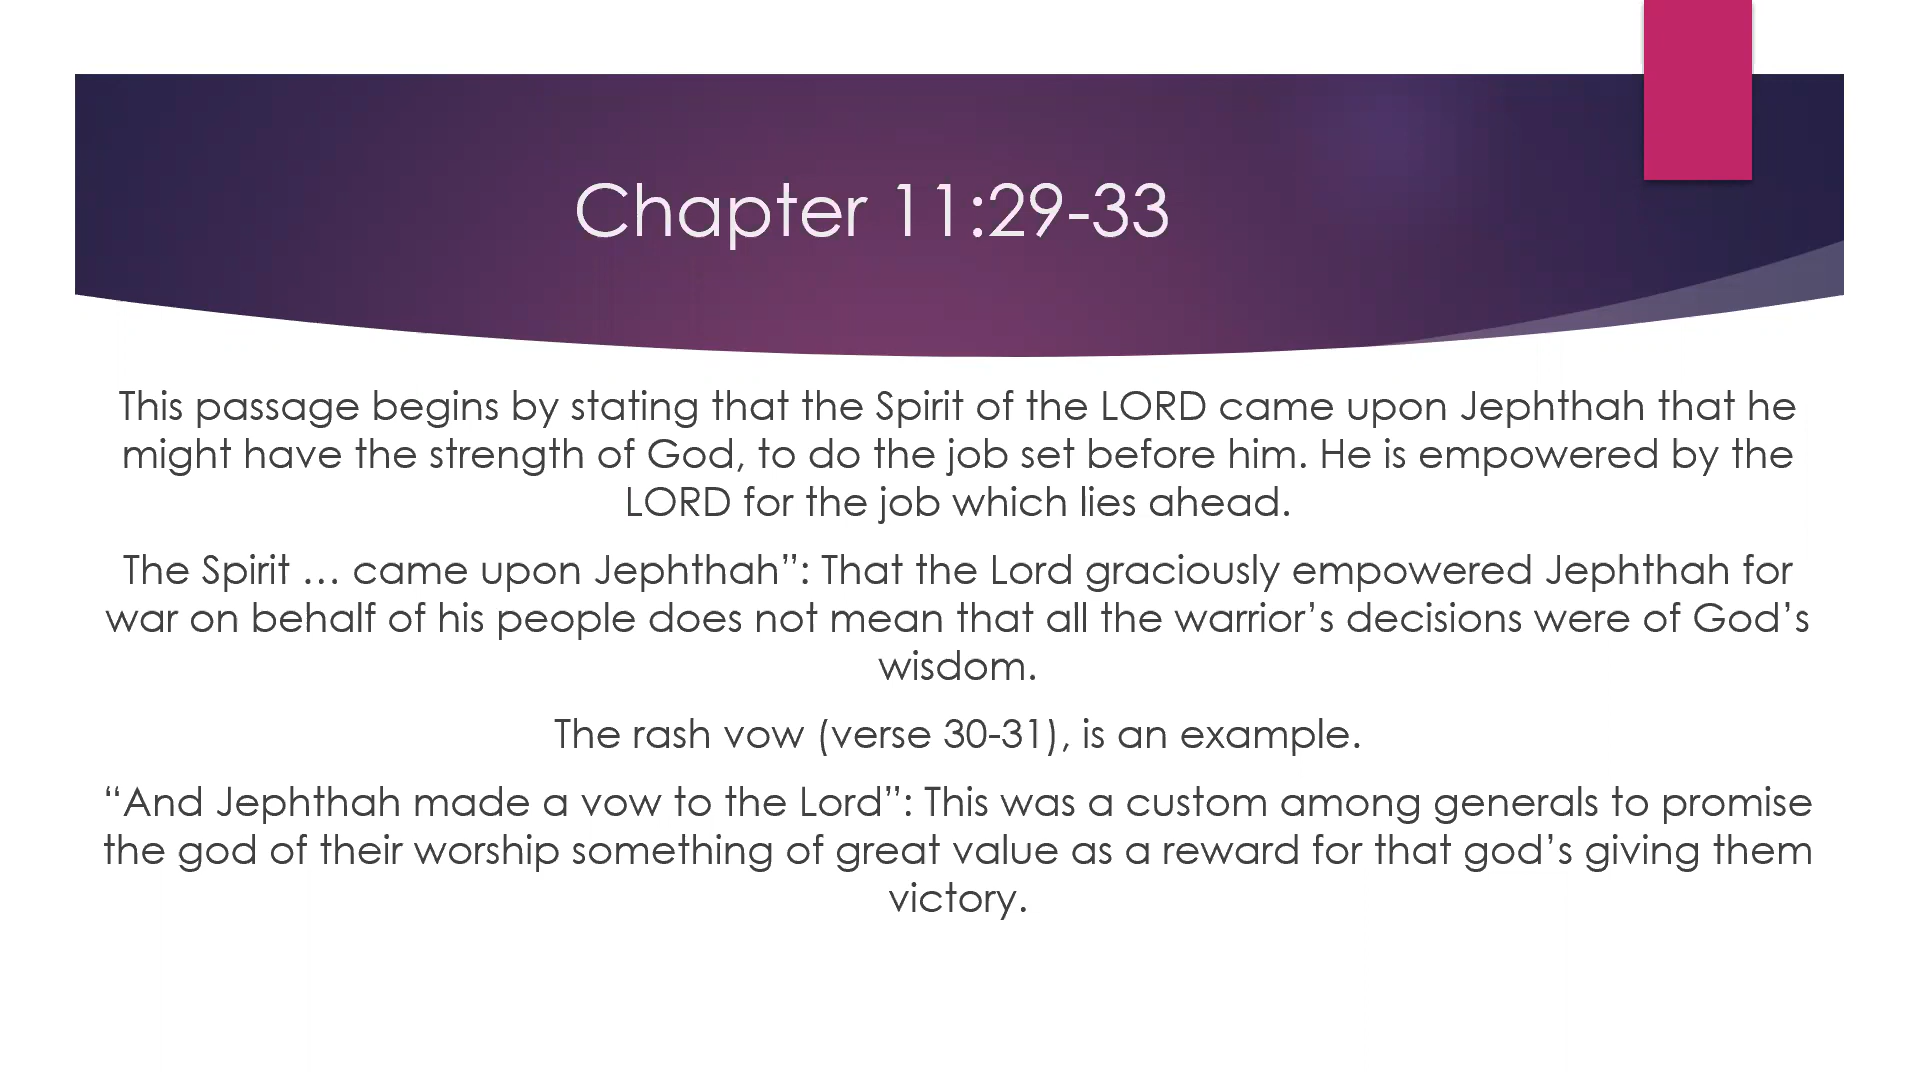 Chapter 11:29-33
This passage begins by stating that the Spirit of the LORD came upon Jephthah that he
might have the strength of God, to do the job set before him. He is empowered by the
LORD for the job which lies ahead.
The Spirit … came upon Jephthah”: That the Lord graciously empowered Jephthah for
war on behalf of his people does not mean that all the warrior’s decisions were of God’s
wisdom.
The rash vow (verse 30-31), is an example.
“And Jephthah made a vow to the Lord”: This was a custom among generals to promise
the god of their worship something of great value as a reward for that god’s giving them
victory.